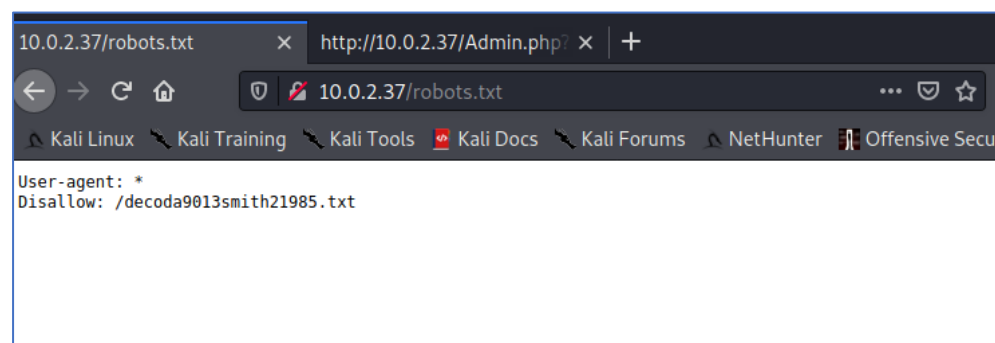 10.0.2.37/robots.txt × http://10.0.2.37/Admin.php? × +
10.0.2.37/robots.txt
Kali Linux Kali Training Kali Tools Kali Docs Kali Forums NetHunter Offensive Secu
User-agent: *
Disallow: /decoda9013smith21985.txt